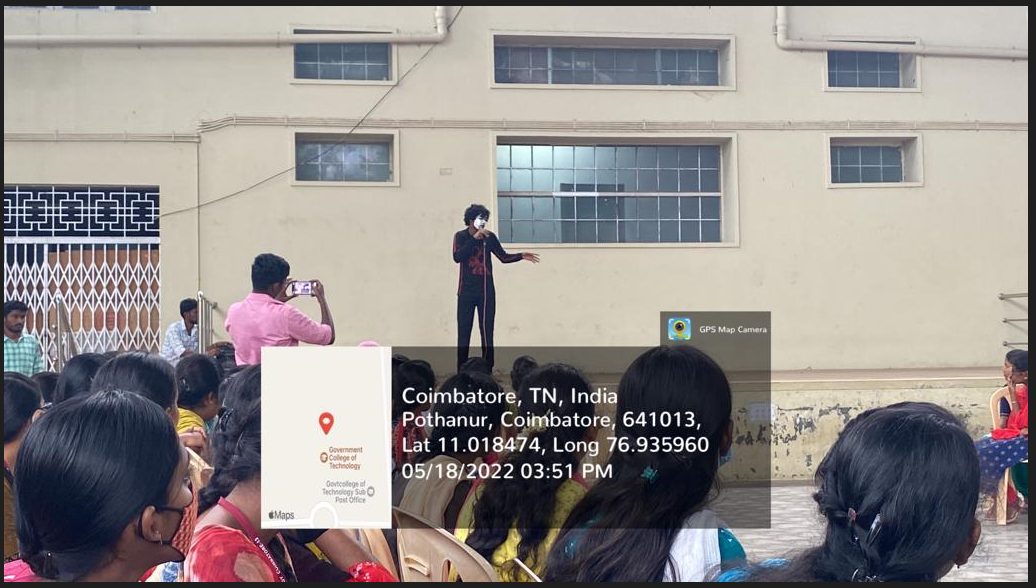 GPS Map Camera
Coimbatore, TN, India
Pothanur, Coimbatore, 641013,
Lat 11.018474, Long 76.935960
05/18/2022 03:51 PM
Government
College of
Technology
Govtcollege of
Technology Sub
Post Office
Maps